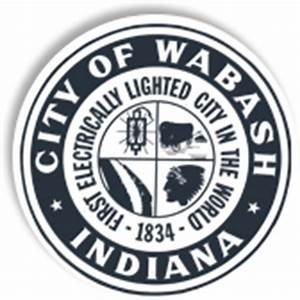 CITY OF WABASH
INDIANA
FIRST ELECTRICALLY LIGHTED CITY IN THE WORLD
- 1834 -